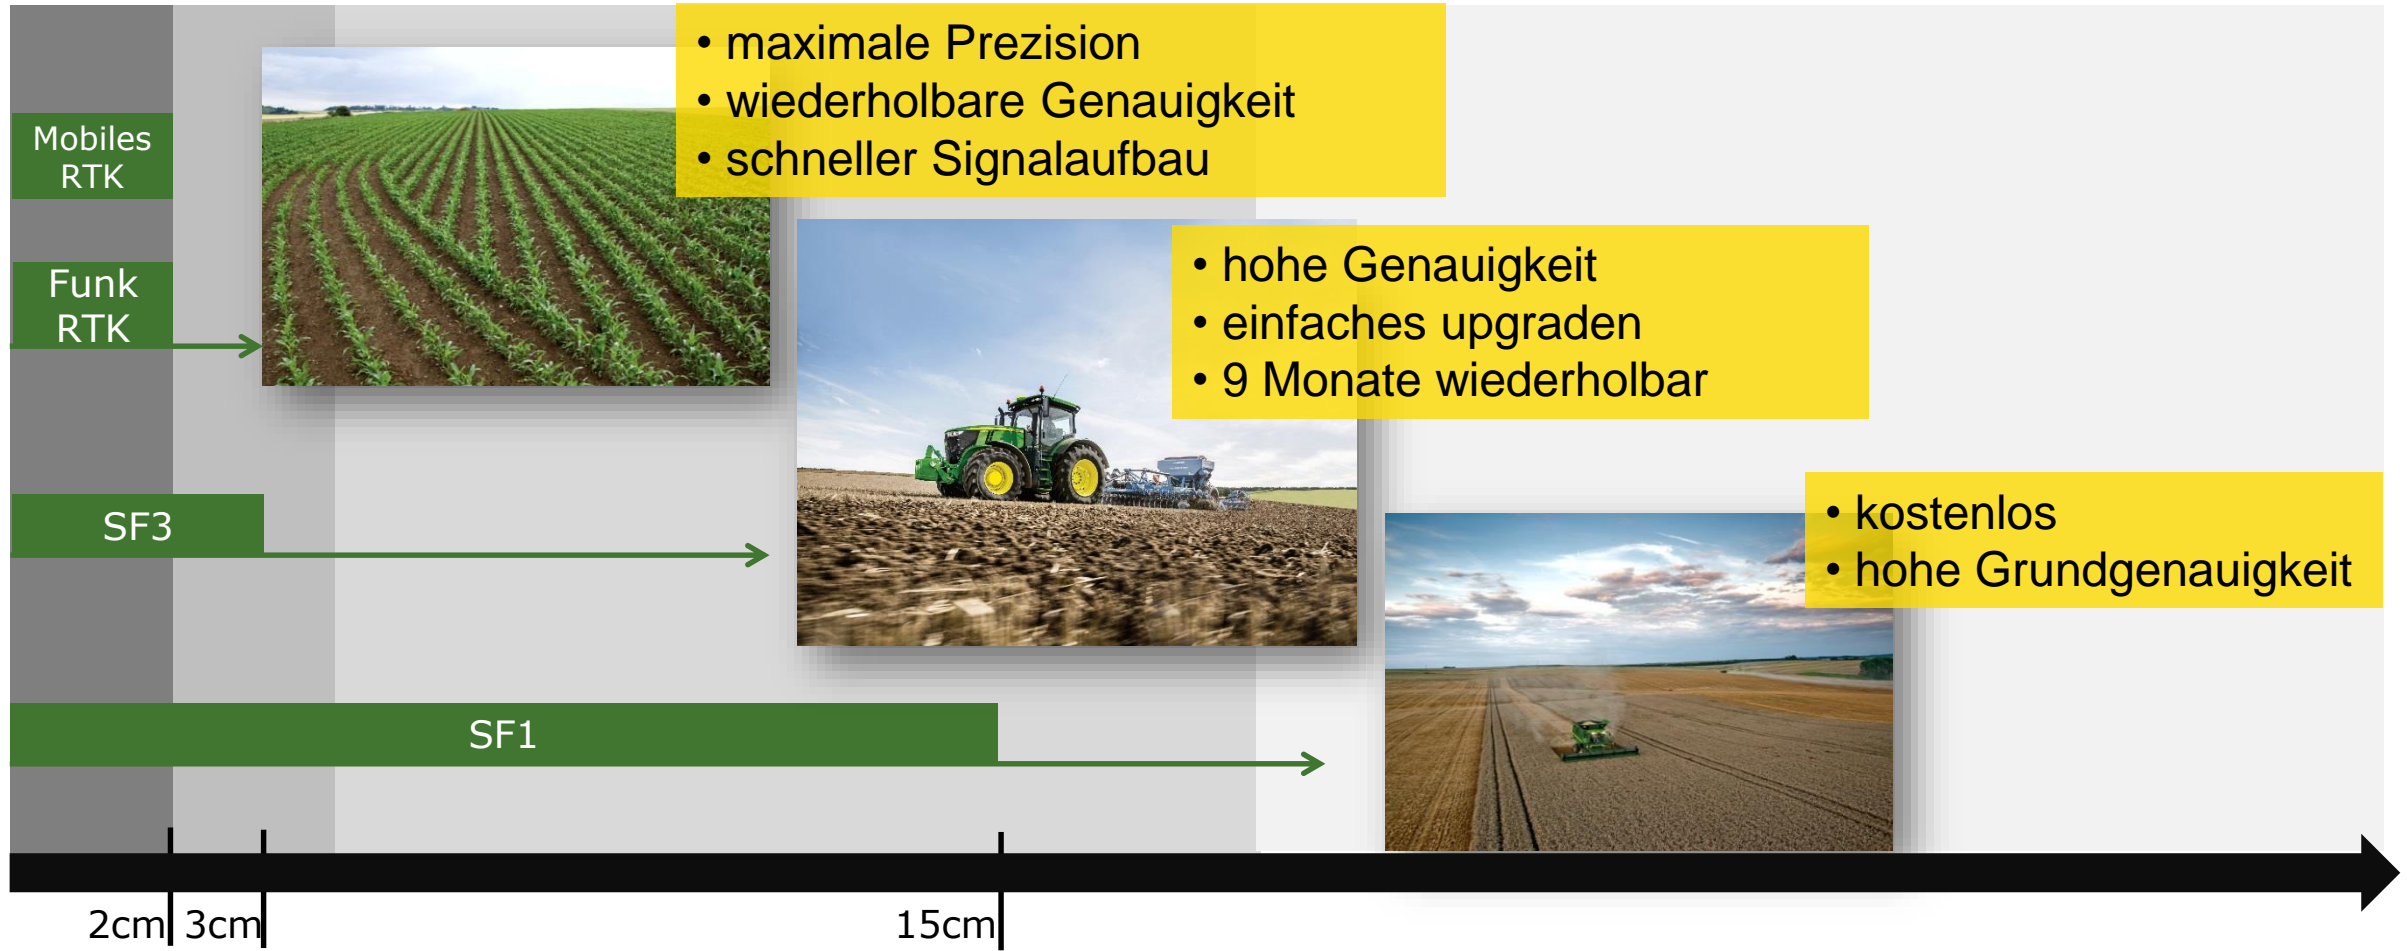 • maximale Prezision
• wiederholbare Genauigkeit
• schneller Signalaufbau
Mobiles
RTK
Funk
RTK
• hohe Genauigkeit
• einfaches upgraden
• 9 Monate wiederholbar
SF3
• kostenlos
• hohe Grundgenauigkeit
SF1
2cm
3cm
15cm